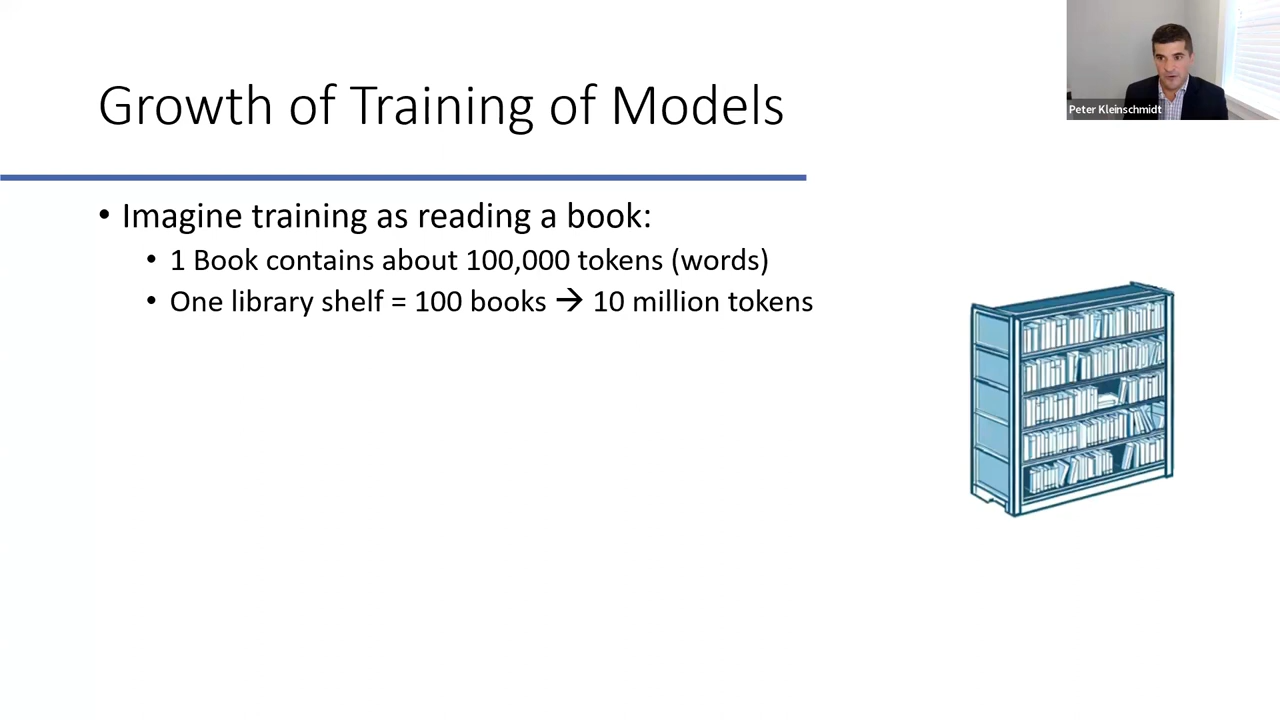 Growth of Training of Models
Peter Kleinschmidt
• Imagine training as reading a book:
• 1 Book contains about 100,000 tokens (words)
• One library shelf = 100 books → 10 million tokens